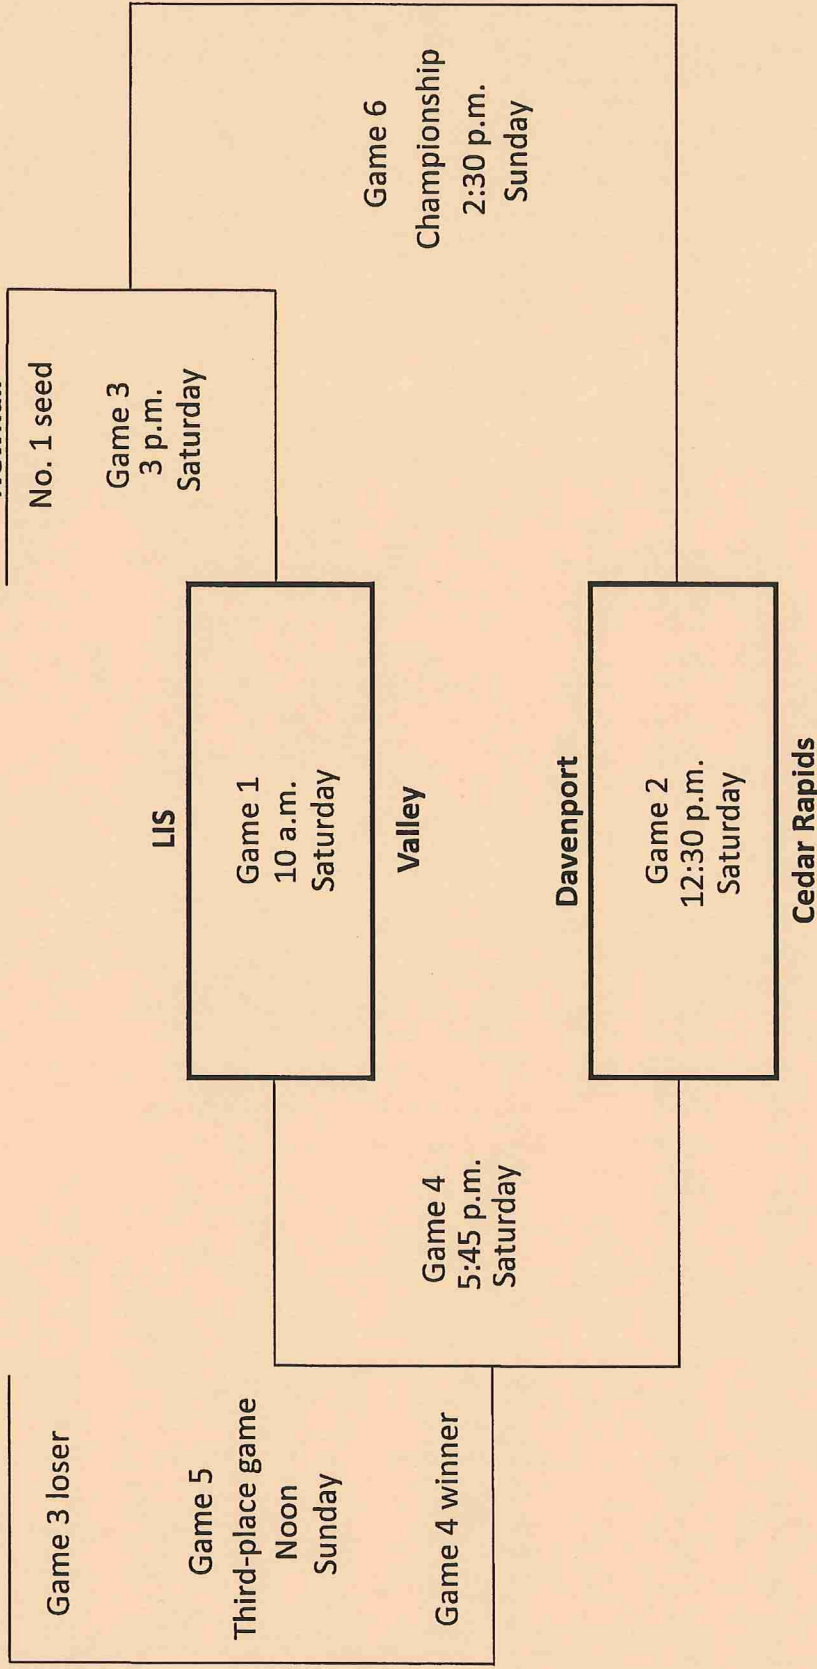 Game 3 loser
Game 5
Third-place game
Noon
Sunday
Game 4 winner
Game 4
5:45 p.m.
Saturday
LIS
Game 1
10 a.m.
Saturday
Valley
Davenport
Game 2
12:30 p.m.
Saturday
Cedar Rapids
No. 1 seed
Game 3
3 p.m.
Saturday
Game 6
Championship
2:30 p.m.
Sunday